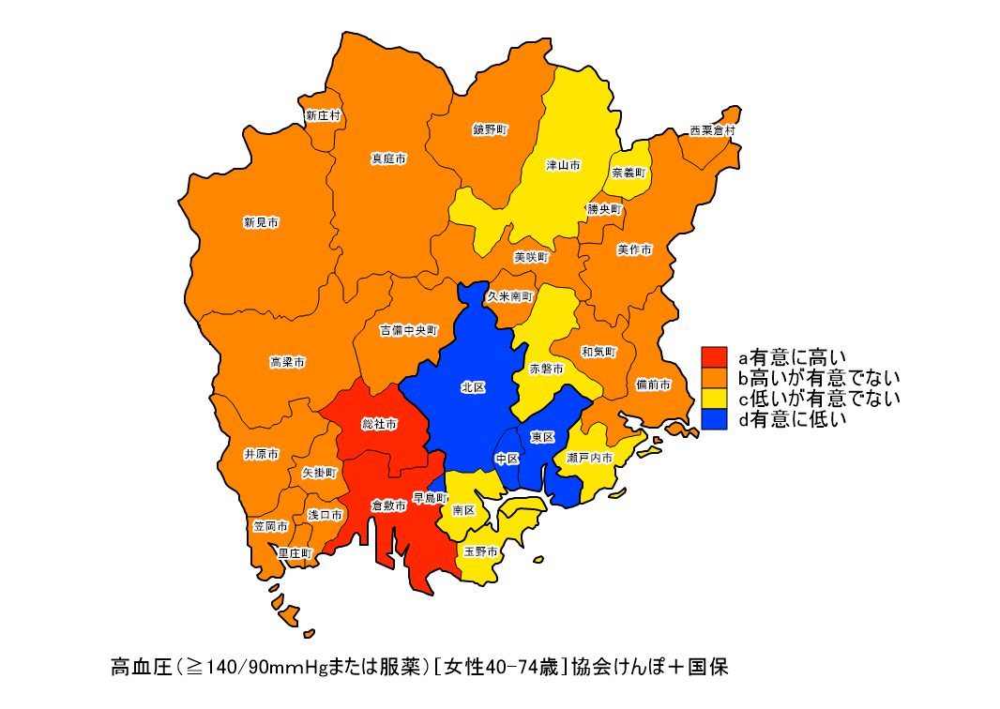 新庄村
鏡野町
西粟倉村
真庭市
津山市
奈義町
勝央町
新見市
美作市
美咲町
久米南町
吉備中央町
高梁市
和気町
赤磐市
備前市
北区
総社市
東区
井原市
中区
瀬戸内市
矢掛町
早島町
倉敷市
南区
浅口市
笠岡市
里庄町
玉野市
a有意に高い
b高いが有意でない
c低いが有意でない
d有意に低い
高血圧(≧140/90mmHgまたは服薬)[女性40-74歳]協会けんぽ+国保